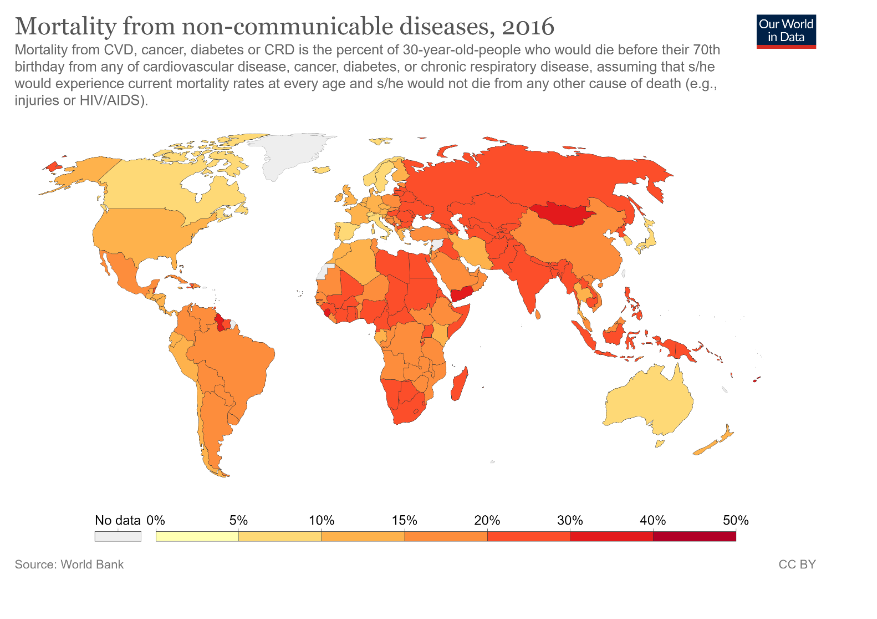 Mortality from non-communicable diseases, 2016
Our World
in Data
Mortality from CVD, cancer, diabetes or CRD is the percent of 30-year-old-people who would die before their 70th
birthday from any of cardiovascular disease, cancer, diabetes, or chronic respiratory disease, assuming that s/he
would experience current mortality rates at every age and s/he would not die from any other cause of death (e.g.,
injuries or HIV/AIDS).
No data 0% 5% 10% 15% 20% 30% 40% 50%
Source: World Bank
CC BY